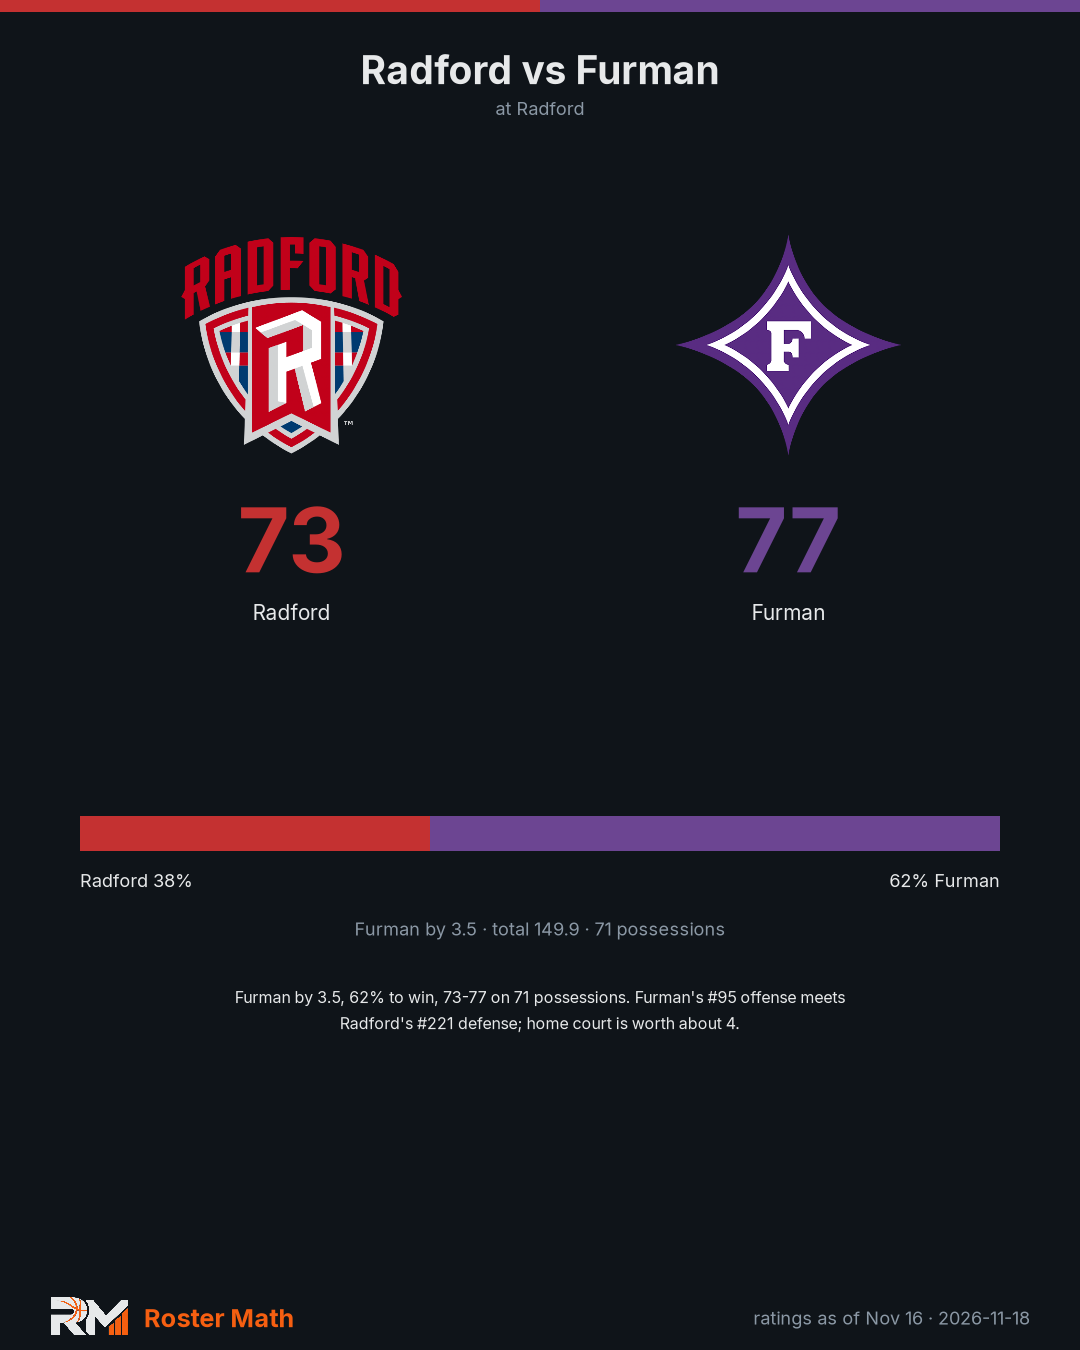 Radford vs Furman
at Radford
RADFORD
R
™
F
73
77
Radford
Furman
Radford 38%
62% Furman
Furman by 3.5 · total 149.9 · 71 possessions
Furman by 3.5, 62% to win, 73-77 on 71 possessions. Furman's #95 offense meets
Radford's #221 defense; home court is worth about 4.
RM Roster Math
ratings as of Nov 16 · 2026-11-18